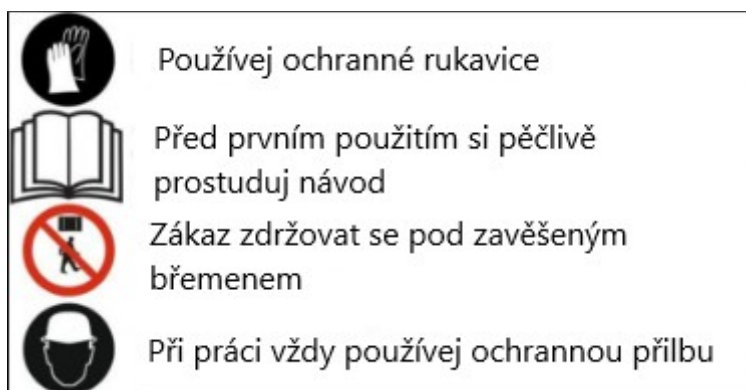 Používej ochranné rukavice
Před prvním použitím si pěčlivě
prostuduj návod
Zákaz zdržovat se pod zavěšeným
břemenem
Při práci vždy používej ochrannou přilbu